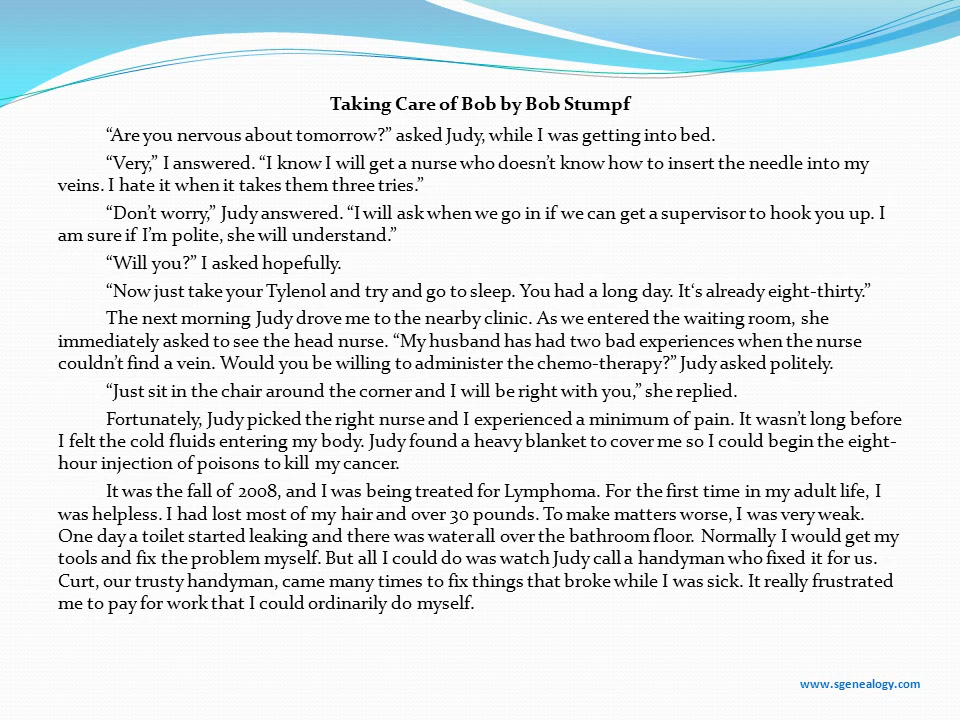 Taking Care of Bob by Bob Stumpf
“Are you nervous about tomorrow?” asked Judy, while I was getting into bed.
“Very,” I answered. “I know I will get a nurse who doesn’t know how to insert the needle into my
veins. I hate it when it takes them three tries.”
“Don’t worry,” Judy answered. “I will ask when we go in if we can get a supervisor to hook you up. I
am sure if I’m polite, she will understand.”
“Will you?” I asked hopefully.
“Now just take your Tylenol and try and go to sleep. You had a long day. It‘s already eight-thirty.”
The next morning Judy drove me to the nearby clinic. As we entered the waiting room, she
immediately asked to see the head nurse. “My husband has had two bad experiences when the nurse
couldn’t find a vein. Would you be willing to administer the chemo-therapy?” Judy asked politely.
“Just sit in the chair around the corner and I will be right with you,” she replied.
Fortunately, Judy picked the right nurse and I experienced a minimum of pain. It wasn’t long before
I felt the cold fluids entering my body. Judy found a heavy blanket to cover me so I could begin the eight-
hour injection of poisons to kill my cancer.
It was the fall of 2008, and I was being treated for Lymphoma. For the first time in my adult life, I
was helpless. I had lost most of my hair and over 30 pounds. To make matters worse, I was very weak.
One day a toilet started leaking and there was water all over the bathroom floor. Normally I would get my
tools and fix the problem myself. But all I could do was watch Judy call a handyman who fixed it for us.
Curt, our trusty handyman, came many times to fix things that broke while I was sick. It really frustrated
me to pay for work that I could ordinarily do myself.
www.sgenealogy.com